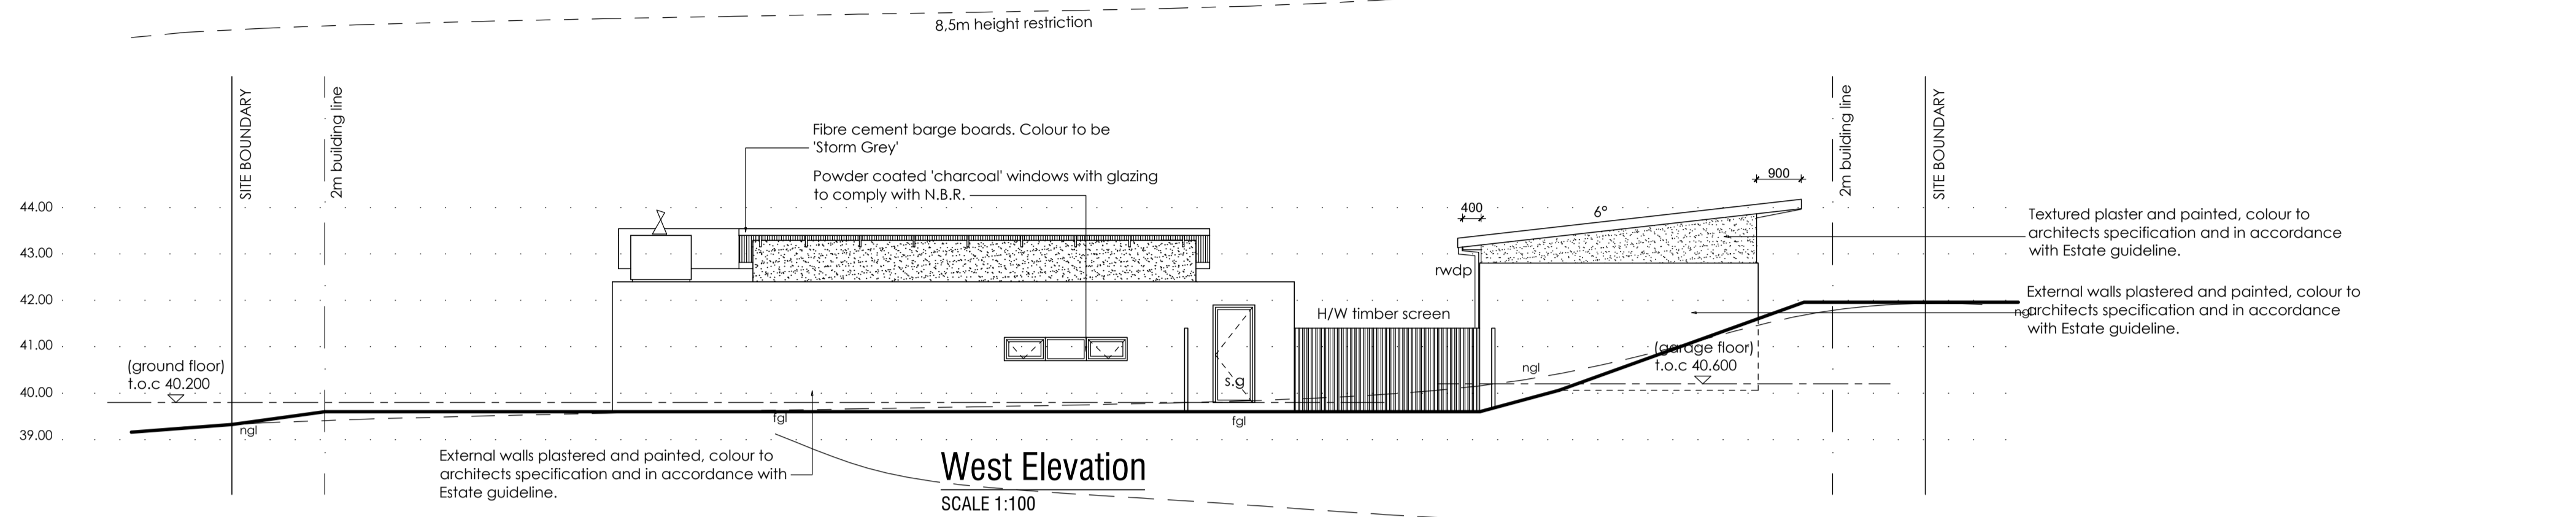 8,5m height restriction
SITE BOUNDARY
2m building line
Fibre cement barge boards. Colour to be
'Storm Grey'
Powder coated 'charcoal' windows with glazing
to comply with N.B.R.
400
6°
900
2m building line
SITE BOUNDARY
44.00
43.00
42.00
41.00
40.00
39.00
Textured plaster and painted, colour to
architects specification and in accordance
with Estate guideline.
rwdp
H/W timber screen
External walls plastered and painted, colour to
architects specification and in accordance
with Estate guideline.
ngl
(ground floor)
t.o.c 40.200
(garage floor)
t.o.c 40.600
ngl
s.g
ngl
fgl
fgl
External walls plastered and painted, colour to
architects specification and in accordance with
Estate guideline.
West Elevation
SCALE 1:100